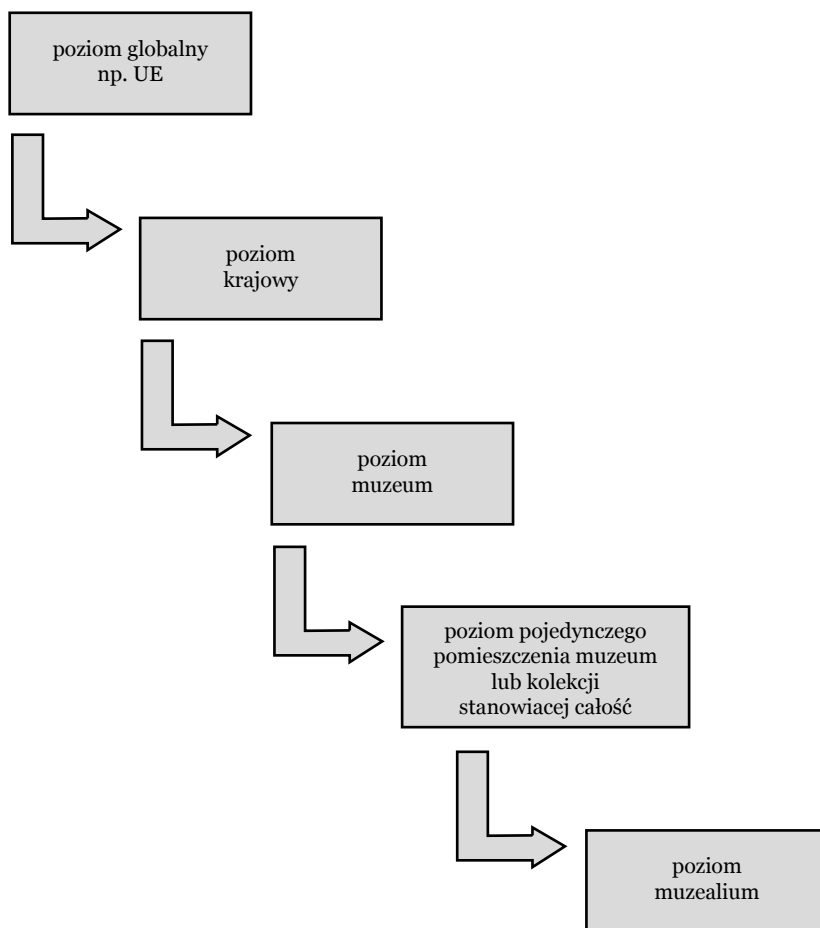 poziom globalny
np. UE
poziom
krajowy
poziom
muzeum
poziom pojedynczego
pomieszczenia muzeum
lub kolekcji
stanowiacej całość
poziom
muzealium